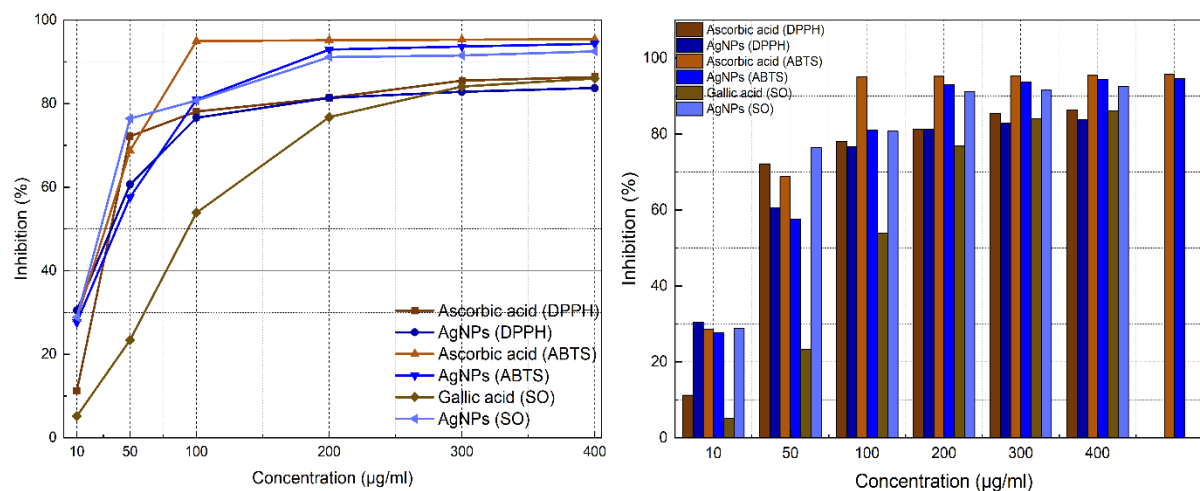 100
80
60
40
20
0
Inhibition (%)
Ascorbic acid (DPPH)
AgNPs (DPPH)
Ascorbic acid (ABTS)
AgNPs (ABTS)
Gallic acid (SO)
AgNPs (SO)
10 50 100 200 300 400
Concentration (µg/ml)
Ascorbic acid (DPPH)
AgNPs (DPPH)
Ascorbic acid (ABTS)
AgNPs (ABTS)
Gallic acid (SO)
AgNPs (SO)
100
80
60
40
20
0
Inhibition (%)
10 50 100 200 300 400
Concentration (µg/ml)